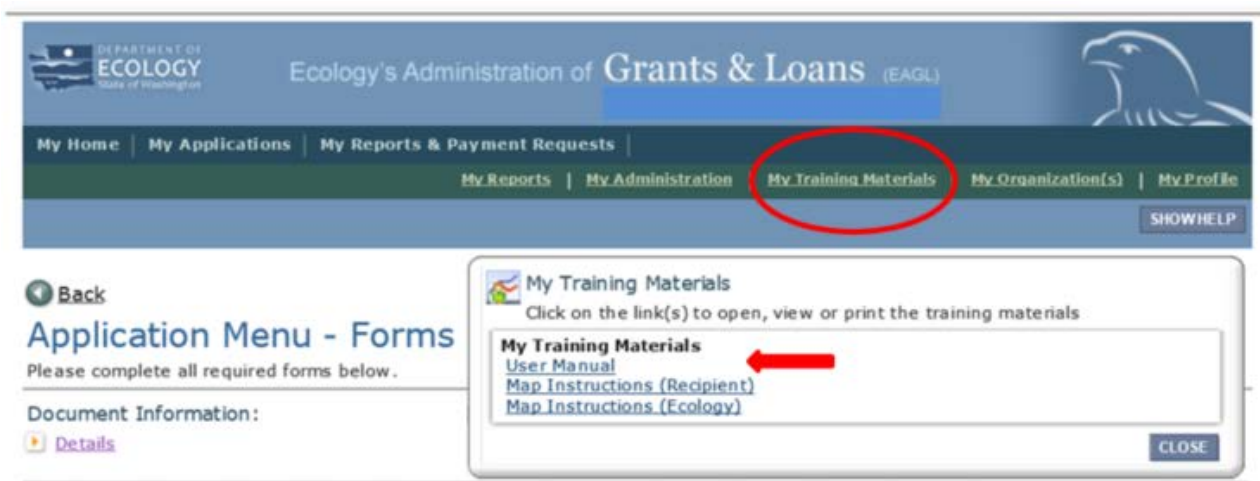 DEPARTMENT OF
ECOLOGY
State of Washington
Ecology's Administration of Grants & Loans (EAGL)
My Home | My Applications | My Reports & Payment Requests |
My Reports | My Administration | My Training Materials | My Organization(s) | My Profile
SHOW HELP
Back
Application Menu - Forms
Please complete all required forms below.
Document Information:
Details
My Training Materials
Click on the link(s) to open, view or print the training materials
My Training Materials
User Manual
Map Instructions (Recipient)
Map Instructions (Ecology)
CLOSE